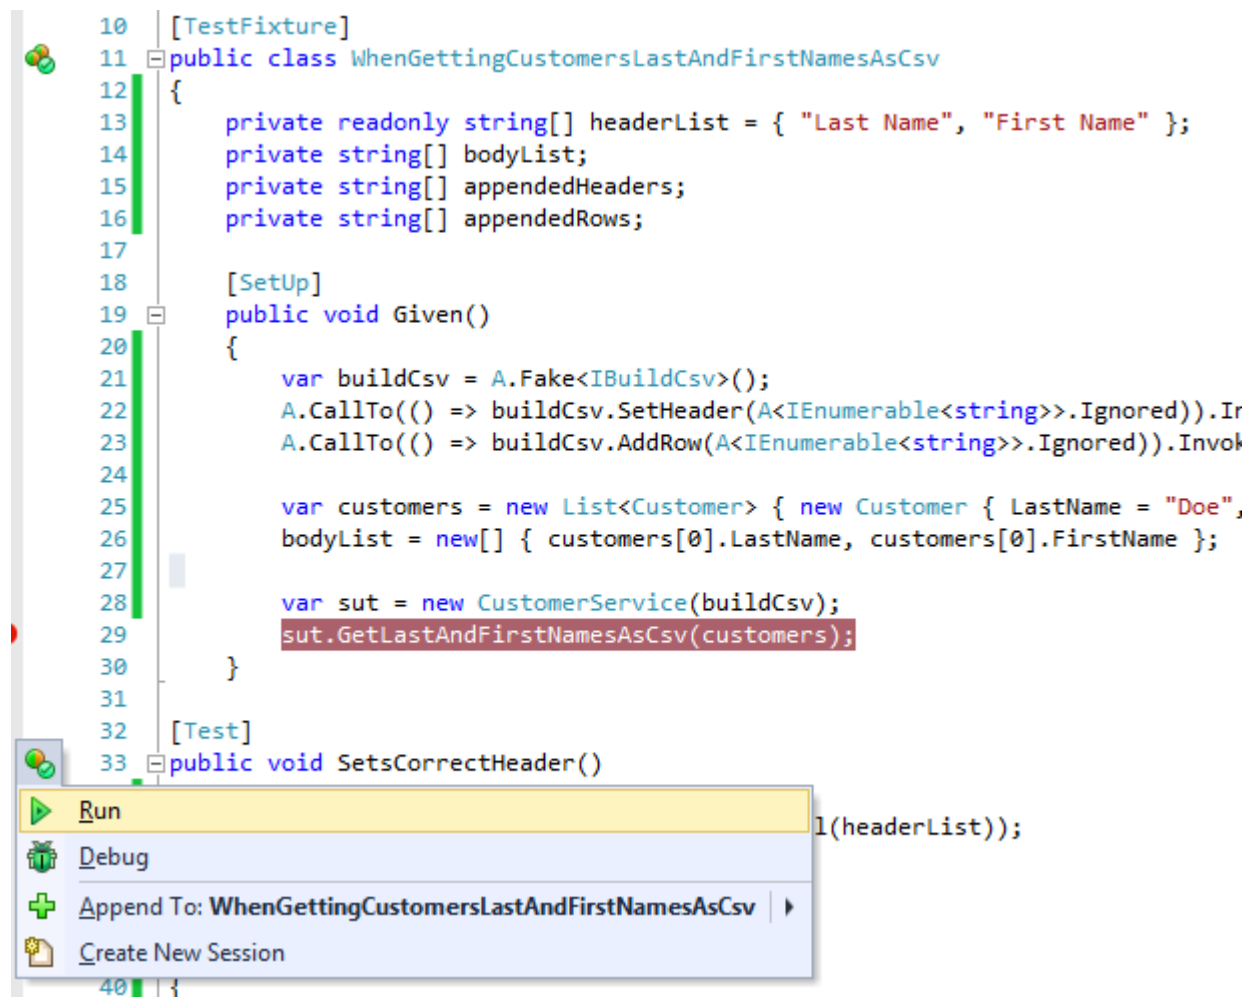 10 [TestFixture]
11 public class WhenGettingCustomersLastAndFirstNamesAsCsv
12 {
13 private readonly string[] headerList = { "Last Name", "First Name" };
14 private string[] bodyList;
15 private string[] appendedHeaders;
16 private string[] appendedRows;
17
18 [SetUp]
19 public void Given()
20 {
21 var buildCsv = A.Fake<IBuildCsv>();
22 A.CallTo(() => buildCsv.SetHeader(A<IEnumerable<string>>.Ignored)).
23 A.CallTo(() => buildCsv.AddRow(A<IEnumerable<string>>.Ignored)).
24
25 var customers = new List<Customer> { new Customer { LastName = "Doe",
26 bodyList = new[] { customers[0].LastName, customers[0].FirstName };
27
28 var sut = new CustomerService(buildCsv);
29 sut.GetLastAndFirstNamesAsCsv(customers);
30 }
31
32 [Test]
33 public void SetsCorrectHeader()
Run
l(headerList));
Debug
Append To: WhenGettingCustomersLastAndFirstNamesAsCsv
Create New Session
40 {